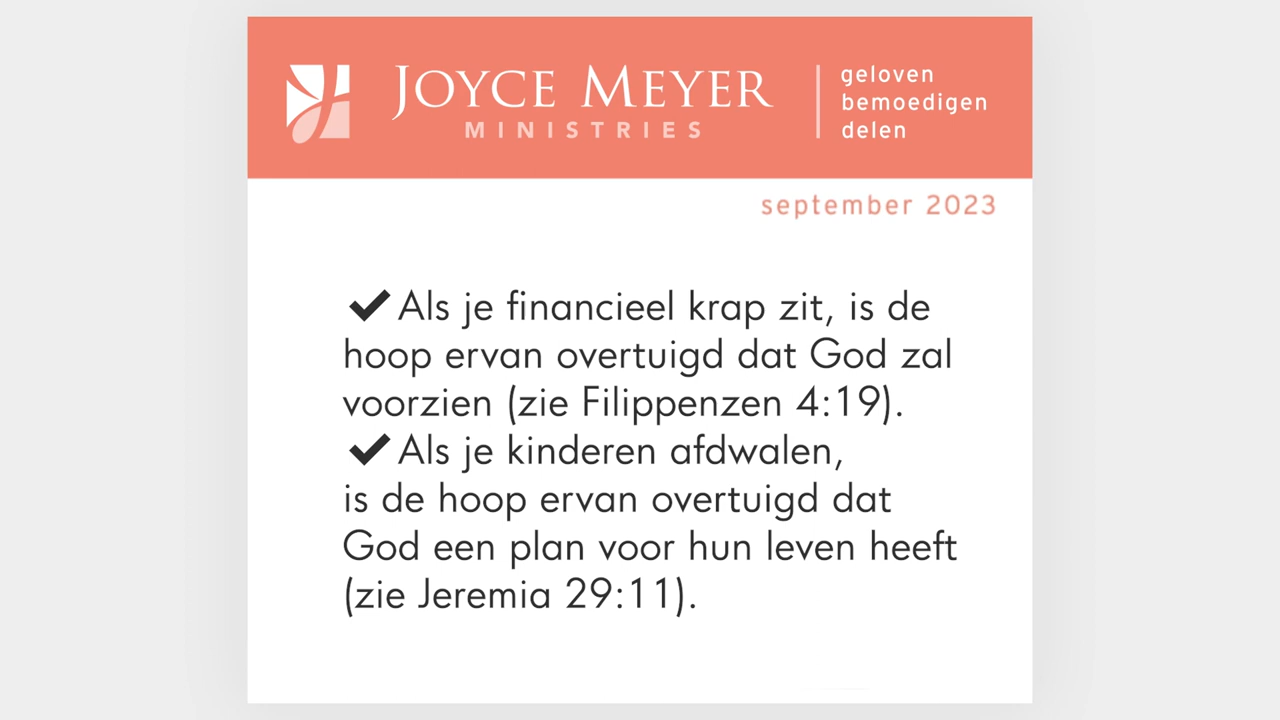 JOYCE MEYER
MINISTRIES
geloven
bemoedigen
delen
september 2023
✔Als je financieel krap zit, is de
hoop ervan overtuigd dat God zal
voorzien (zie Filippenzen 4:19).
✔Als je kinderen afdwalen,
is de hoop ervan overtuigd dat
God een plan voor hun leven heeft
(zie Jeremia 29:11).